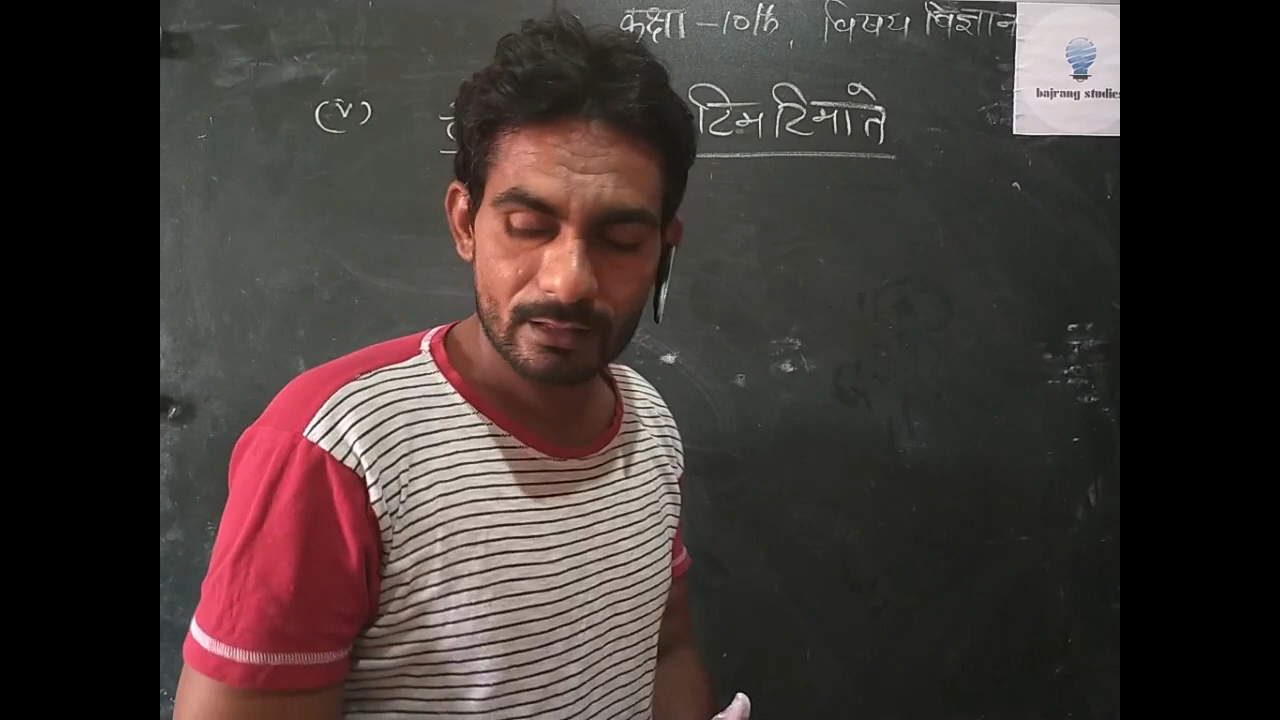 कक्षा - 10th, विषय विज्ञान
bajrang studies
(v) टिमटिमाते